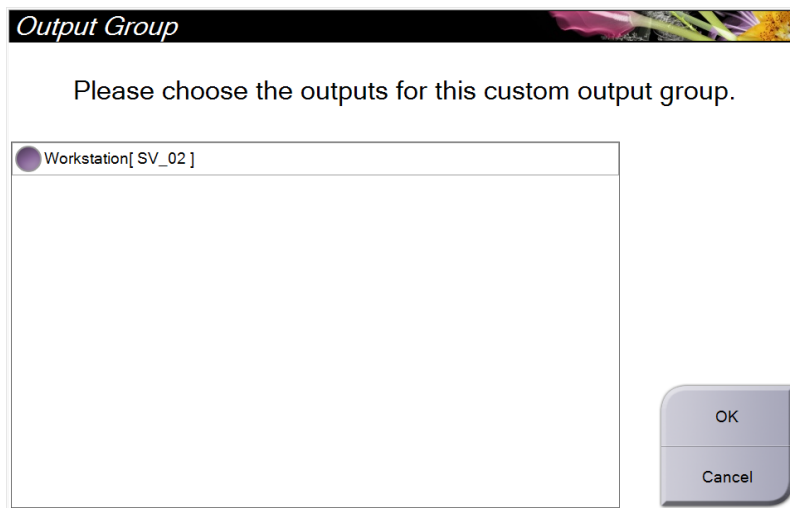 Output Group
Please choose the outputs for this custom output group.
Workstation[ SV_02 ]
OK
Cancel